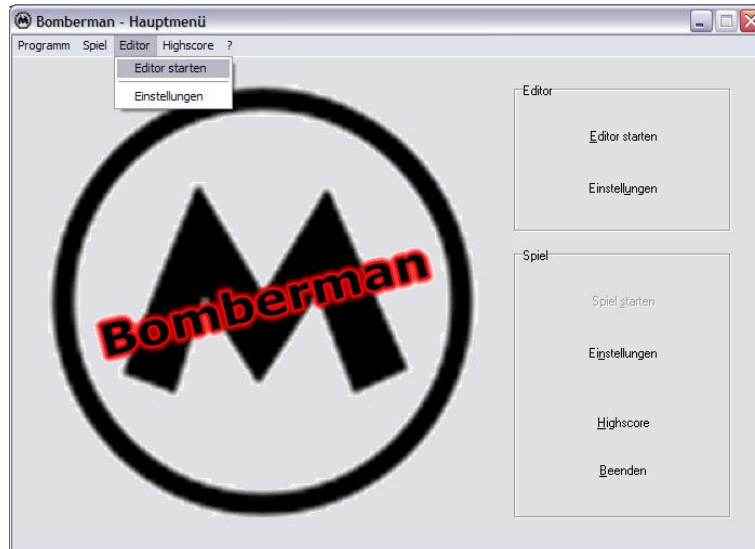 Bomberman - Hauptmenü
Programm Spiel Editor Highscore ?
Editor starten
Einstellungen
Bomberman
Editor
Editor starten
Einstellungen
Spiel
Spiel starten
Einstellungen
Highscore
Beenden